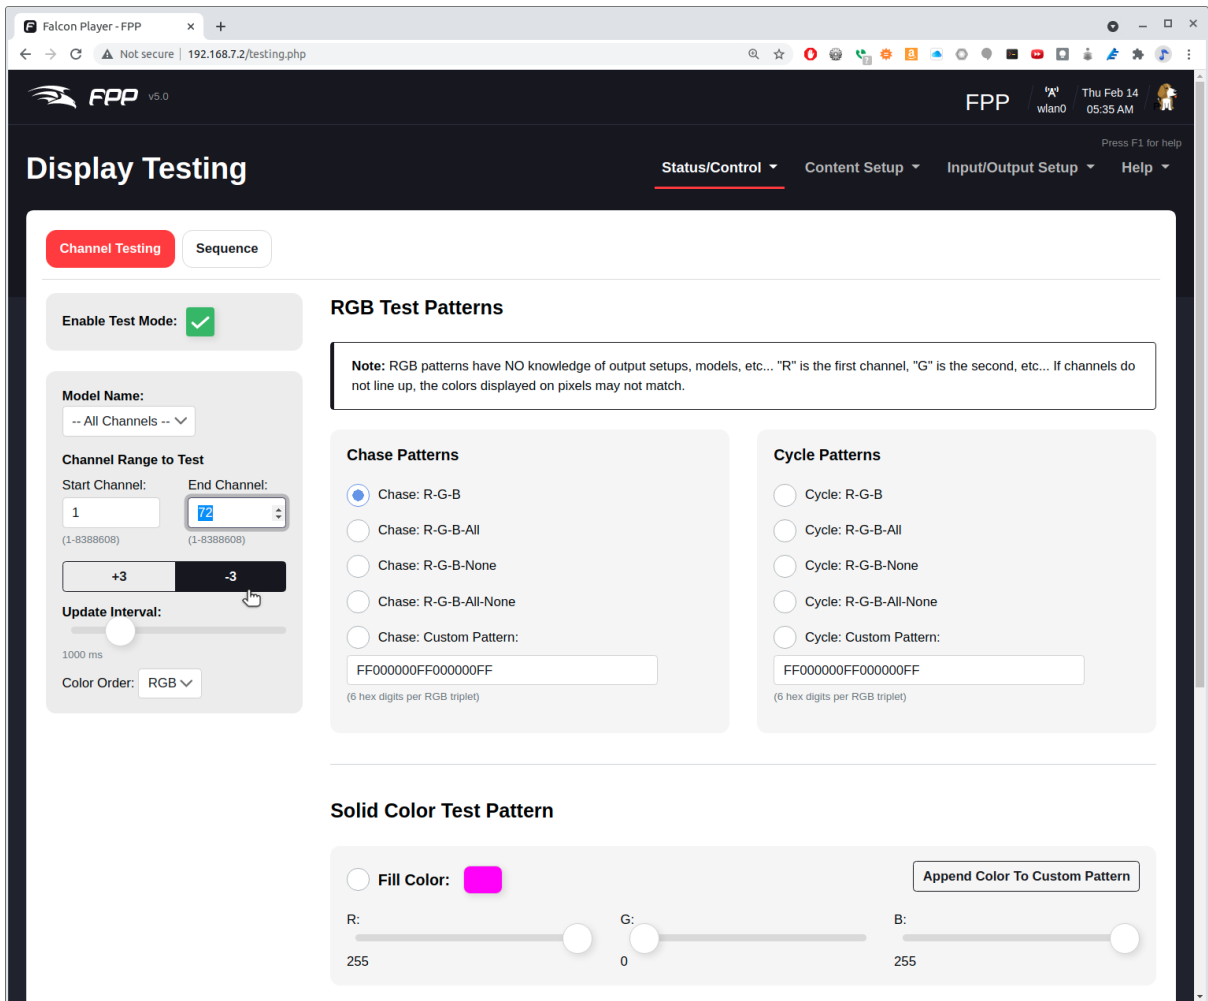 Falcon Player - FPP
Not secure | 192.168.7.2/testing.php
FPP v5.0
FPP
wlan0
Thu Feb 14
05:35 AM
Press F1 for help
Display Testing
Status/Control
Content Setup
Input/Output Setup
Help
Channel Testing
Sequence
Enable Test Mode:
Model Name:
-- All Channels --
Channel Range to Test
Start Channel:
End Channel:
1
72
(1-8388608)
(1-8388608)
+3
-3
Update Interval:
1000 ms
Color Order:
RGB
RGB Test Patterns
Note: RGB patterns have NO knowledge of output setups, models, etc... "R" is the first channel, "G" is the second, etc... If channels do
not line up, the colors displayed on pixels may not match.
Chase Patterns
Chase: R-G-B
Chase: R-G-B-All
Chase: R-G-B-None
Chase: R-G-B-All-None
Chase: Custom Pattern:
FF000000FF000000FF
(6 hex digits per RGB triplet)
Cycle Patterns
Cycle: R-G-B
Cycle: R-G-B-All
Cycle: R-G-B-None
Cycle: R-G-B-All-None
Cycle: Custom Pattern:
FF000000FF000000FF
(6 hex digits per RGB triplet)
Solid Color Test Pattern
Fill Color:
Append Color To Custom Pattern
R:
255
G:
0
B:
255